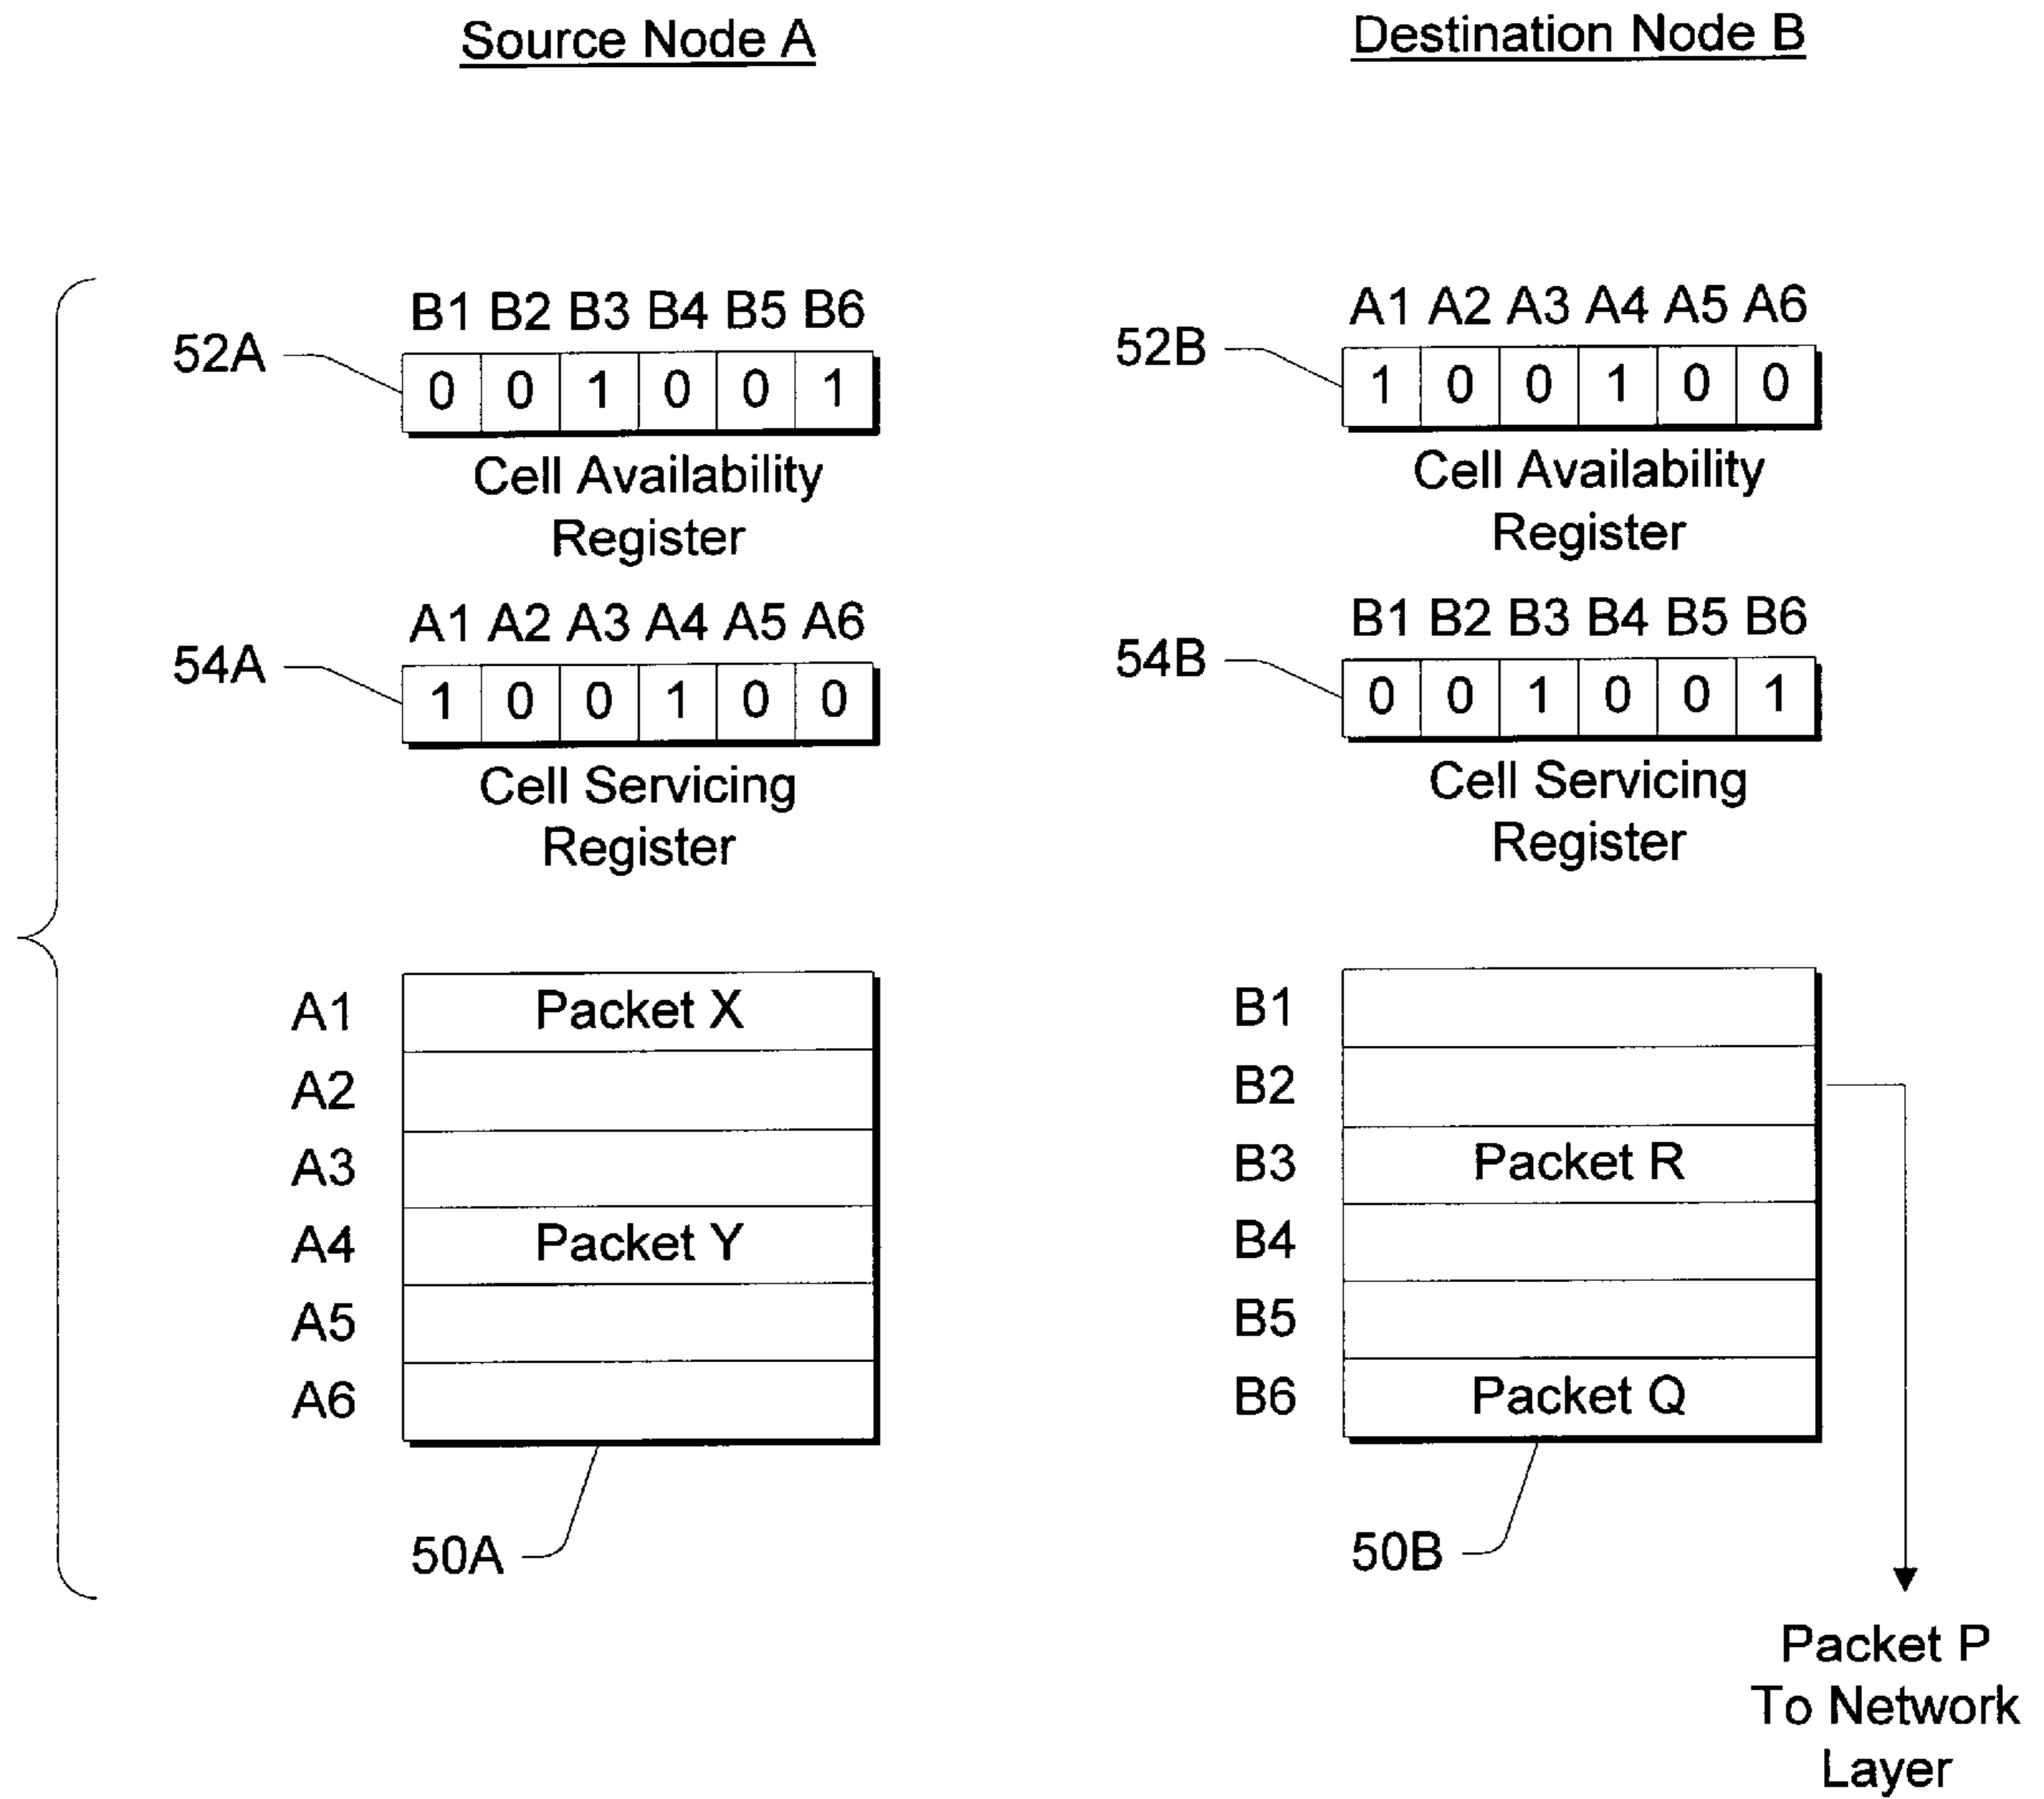 Source Node A
Destination Node B
B1 B2 B3 B4 B5 B6
52A
0 0 1 0 0 1
Cell Availability
Register
A1 A2 A3 A4 A5 A6
54A
1 0 0 1 0 0
Cell Servicing
Register
A1 Packet X
A2
A3
A4 Packet Y
A5
A6
50A
A1 A2 A3 A4 A5 A6
52B
1 0 0 1 0 0
Cell Availability
Register
B1 B2 B3 B4 B5 B6
54B
0 0 1 0 0 1
Cell Servicing
Register
B1
B2
B3 Packet R
B4
B5
B6 Packet Q
50B
Packet P
To Network
Layer